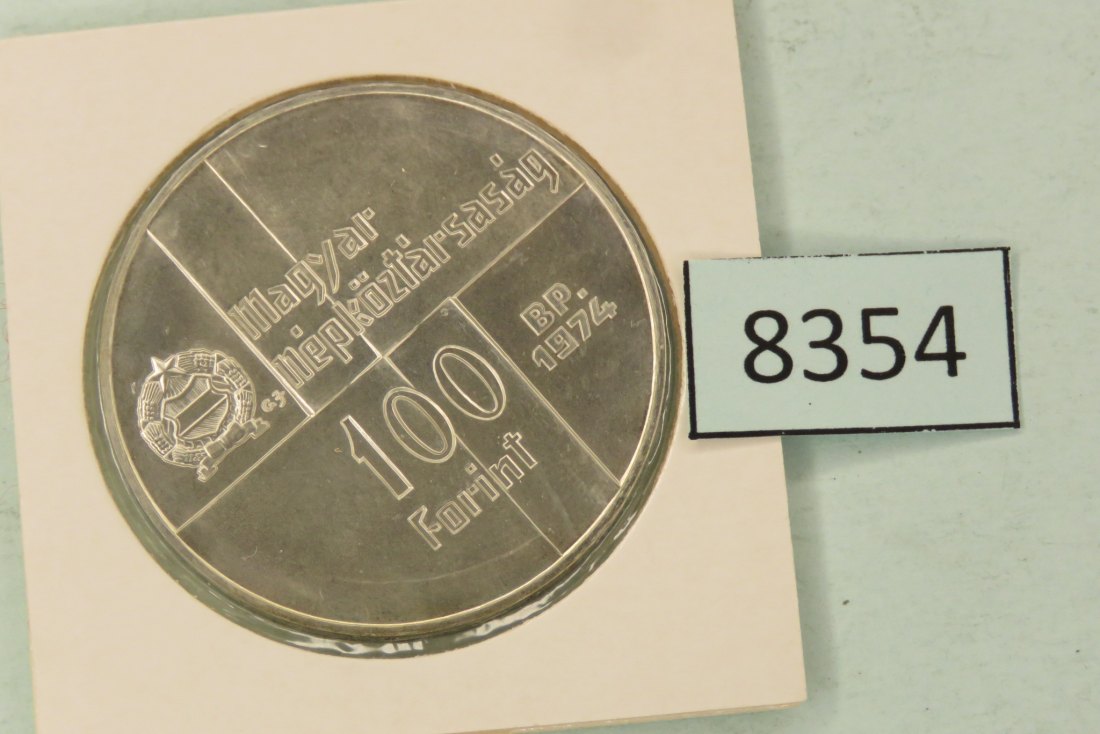 Magyar
Népköztársaság
BP.
1974
100
Forint
8354